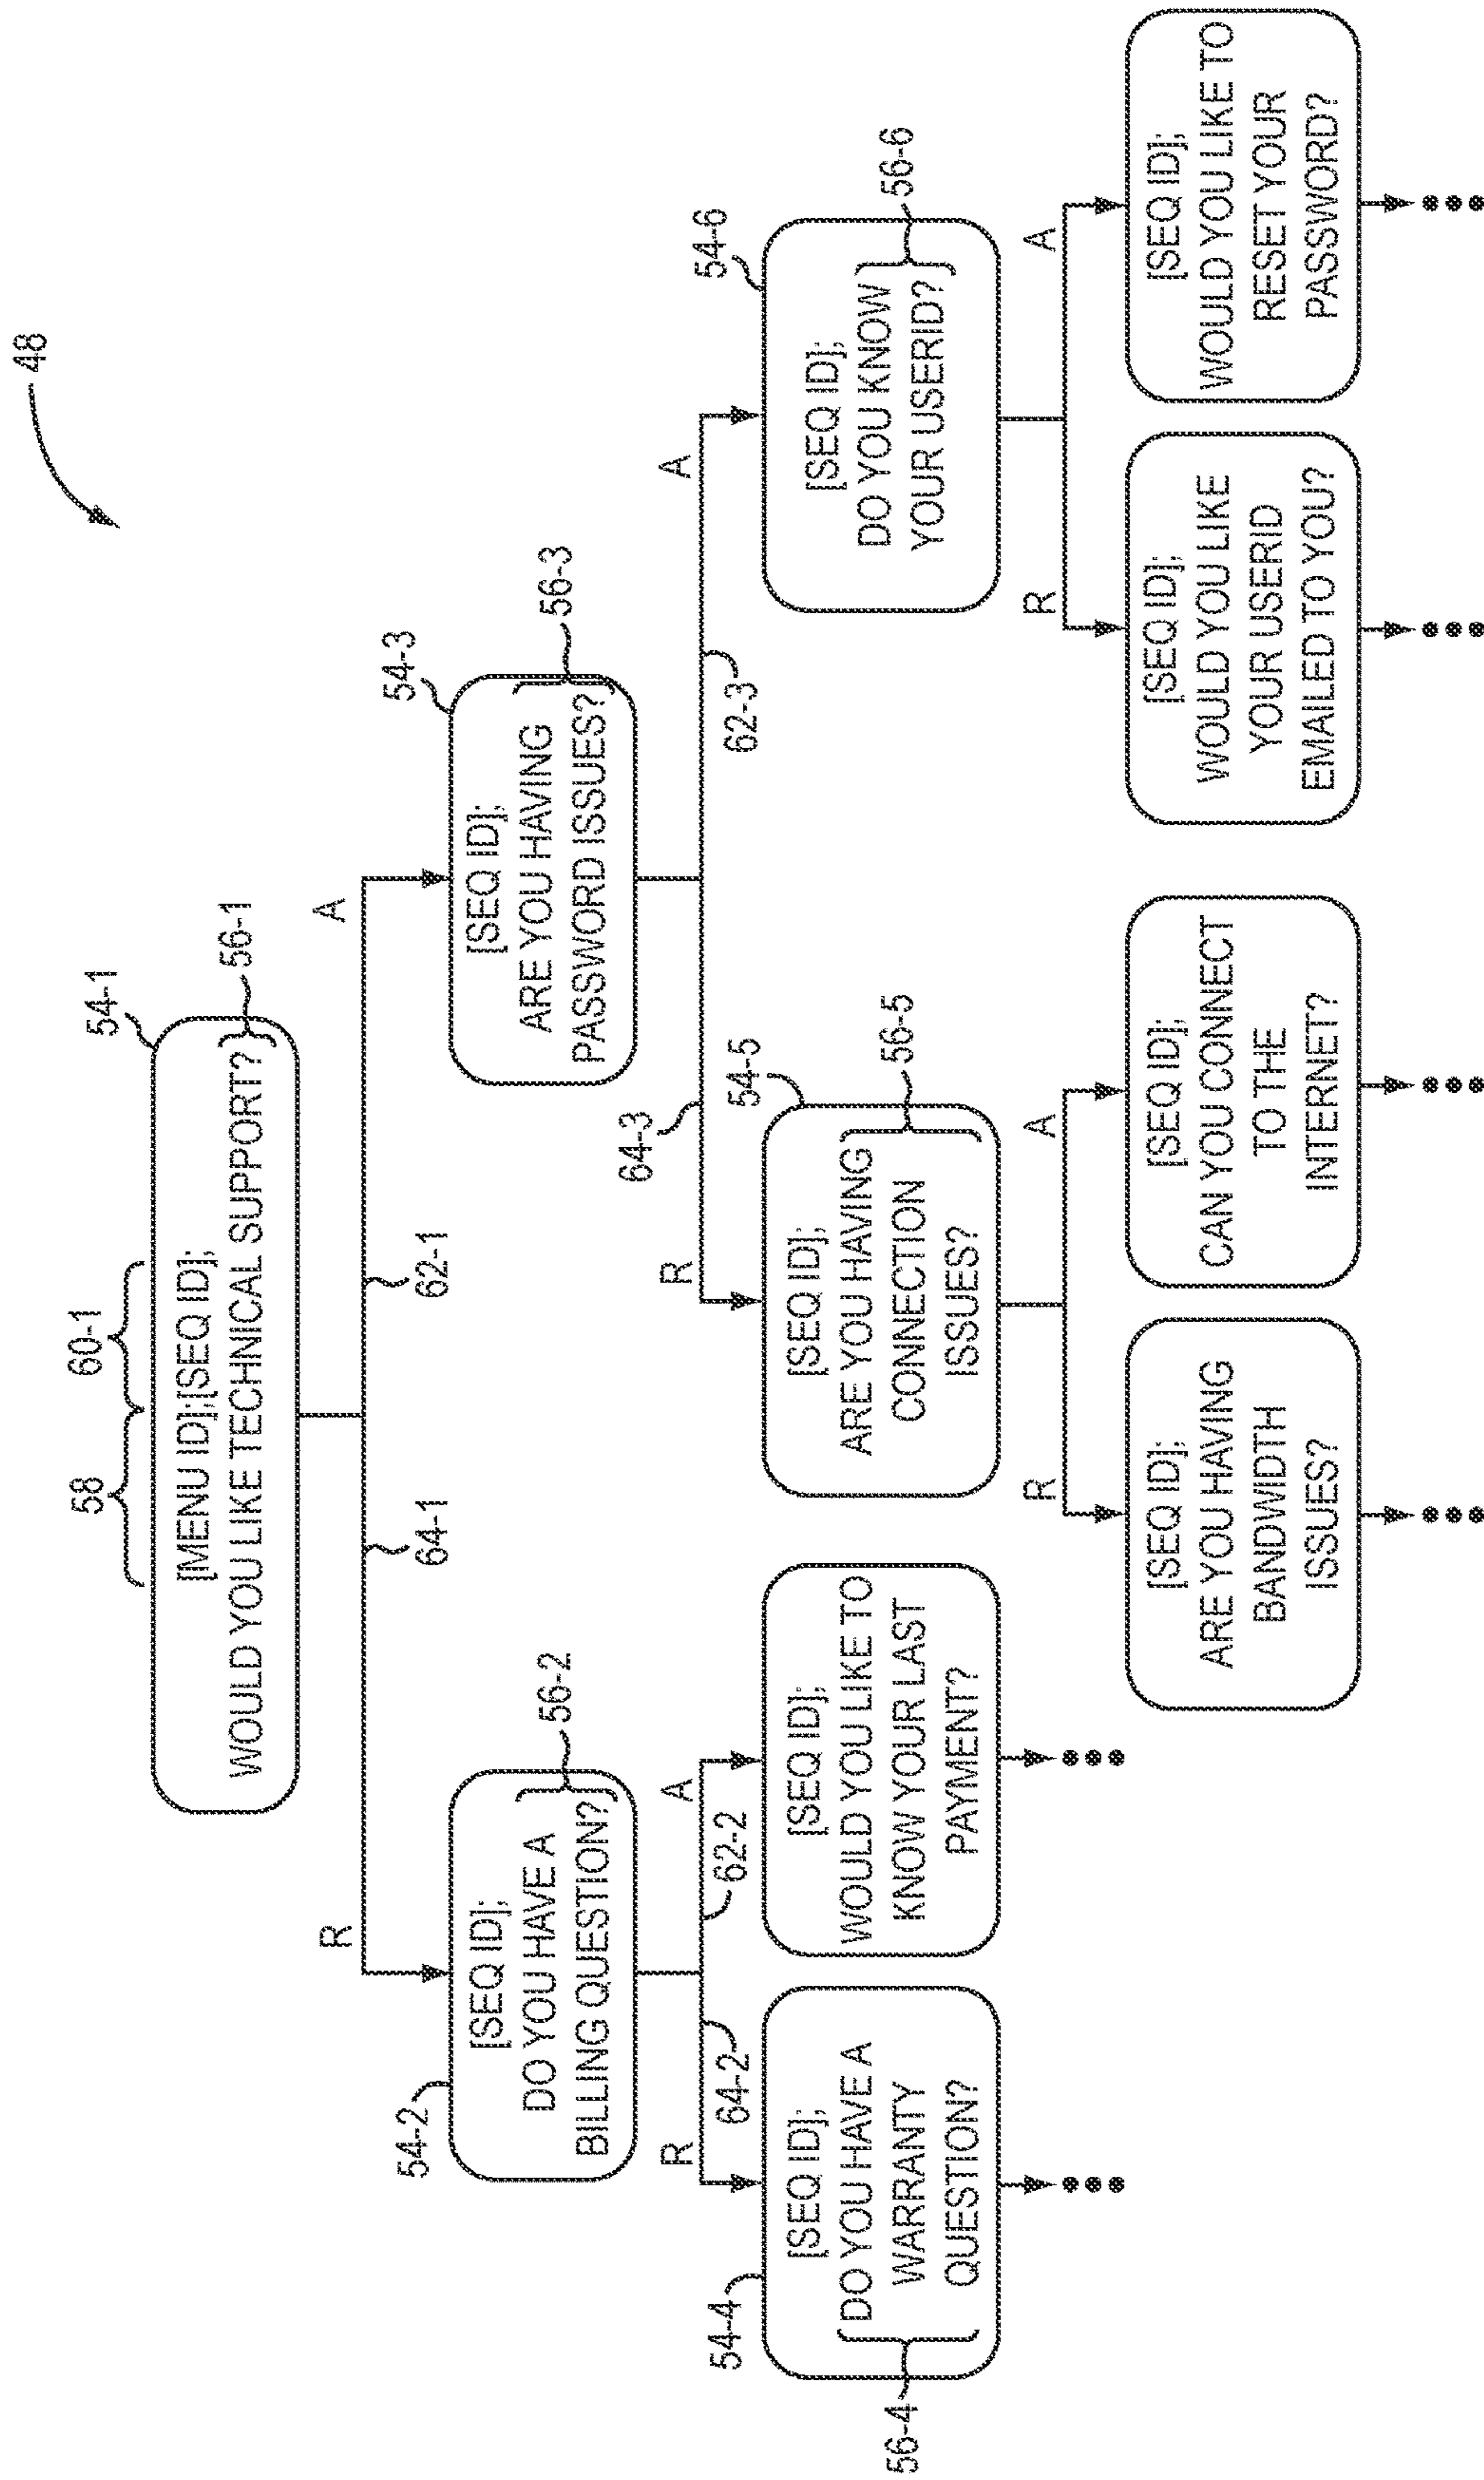 48
58
60-1
54-1
[MENU ID];[SEQ ID];
WOULD YOU LIKE TECHNICAL SUPPORT?
56-1
64-1
62-1
R
A
54-2
[SEQ ID];
DO YOU HAVE A
BILLING QUESTION?
56-2
54-3
[SEQ ID];
ARE YOU HAVING
PASSWORD ISSUES?
56-3
R
64-2
62-2
A
R
64-3
62-3
A
54-4
[SEQ ID];
DO YOU HAVE A
WARRANTY
QUESTION?
56-4
[SEQ ID];
WOULD YOU LIKE TO
KNOW YOUR LAST
PAYMENT?
54-5
[SEQ ID];
ARE YOU HAVING
CONNECTION
ISSUES?
56-5
54-6
[SEQ ID];
DO YOU KNOW
YOUR USERID?
56-6
R
A
R
A
[SEQ ID];
ARE YOU HAVING
BANDWIDTH
ISSUES?
[SEQ ID];
CAN YOU CONNECT
TO THE
INTERNET?
[SEQ ID];
WOULD YOU LIKE
YOUR USERID
EMAILED TO YOU?
[SEQ ID];
WOULD YOU LIKE TO
RESET YOUR
PASSWORD?